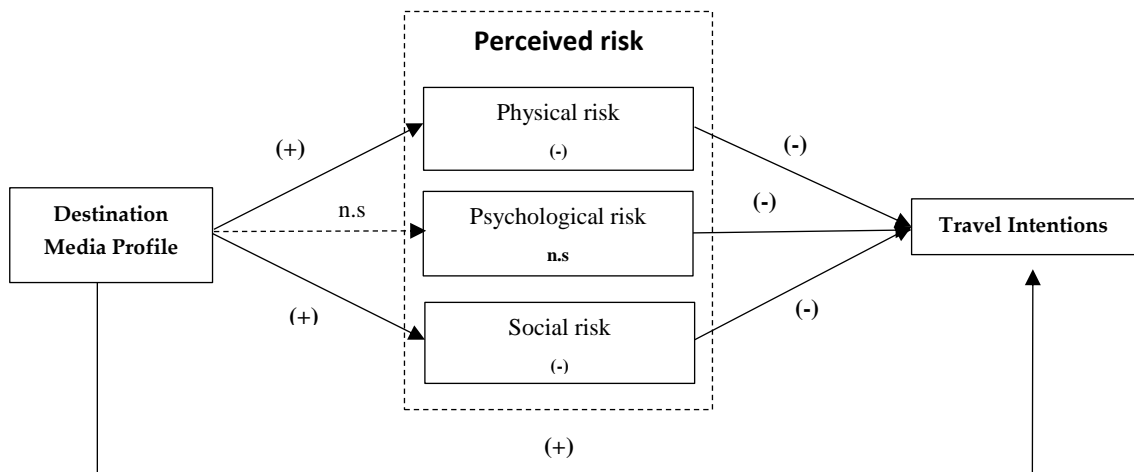 Perceived risk
Physical risk
(-)
(+)
(-)
Destination
Media Profile
n.s
Psychological risk
n.s
(-)
Travel Intentions
(+)
Social risk
(-)
(-)
(+)